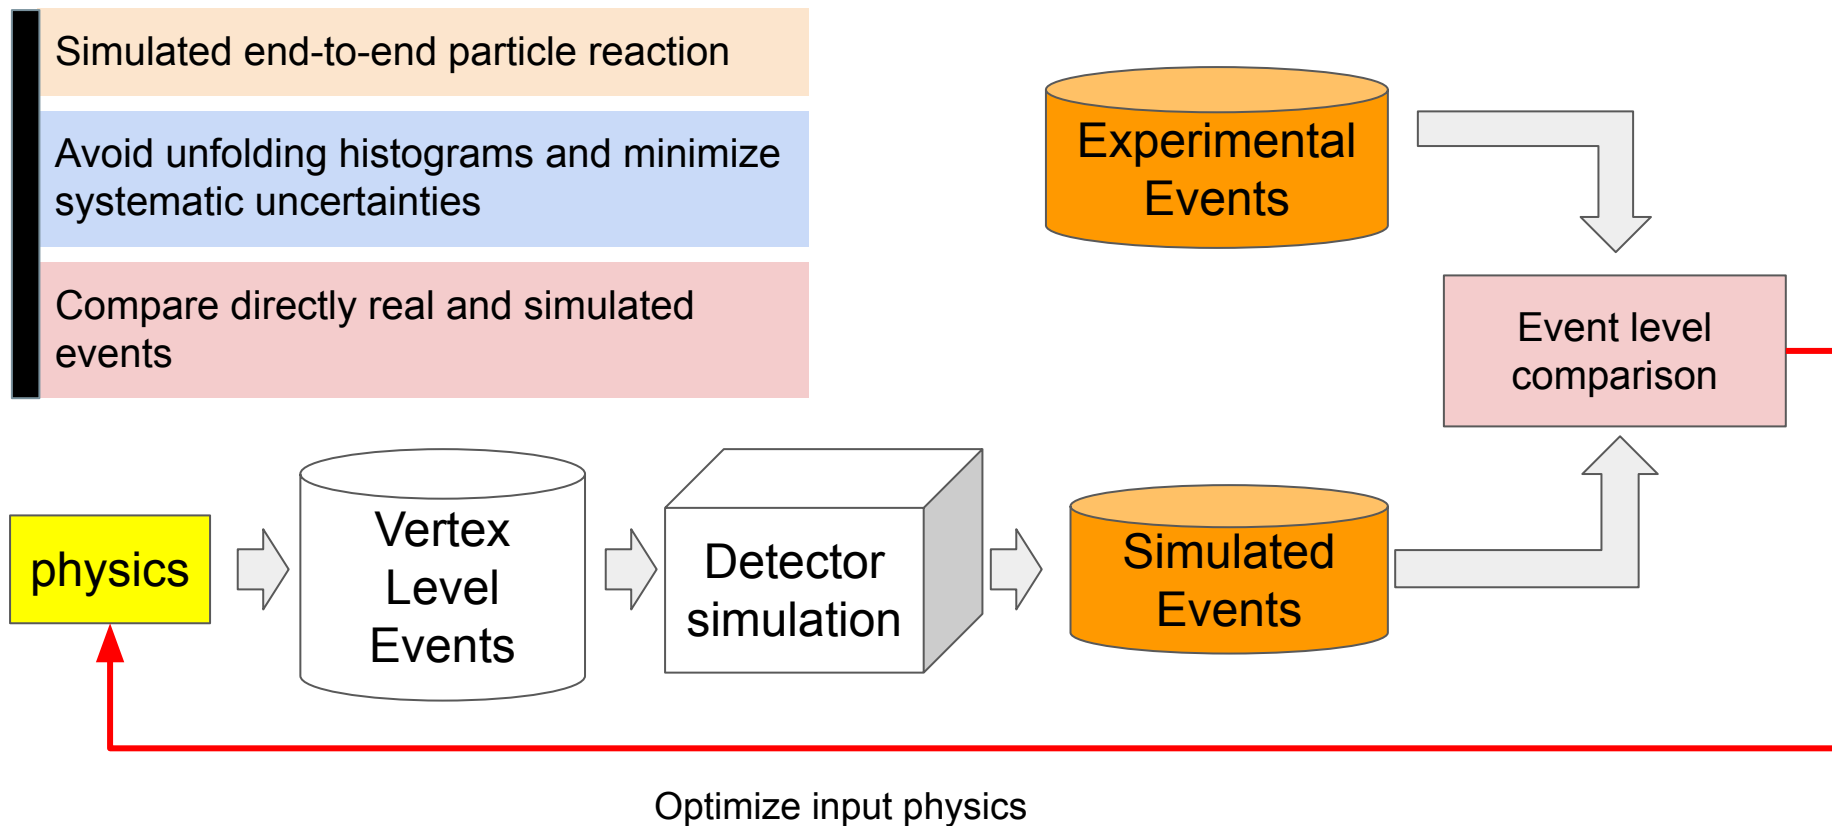 Simulated end-to-end particle reaction
Avoid unfolding histograms and minimize
systematic uncertainties
Compare directly real and simulated
events
Experimental
Events
Event level
comparison
physics
Vertex
Level
Events
Detector
simulation
Simulated
Events
Optimize input physics